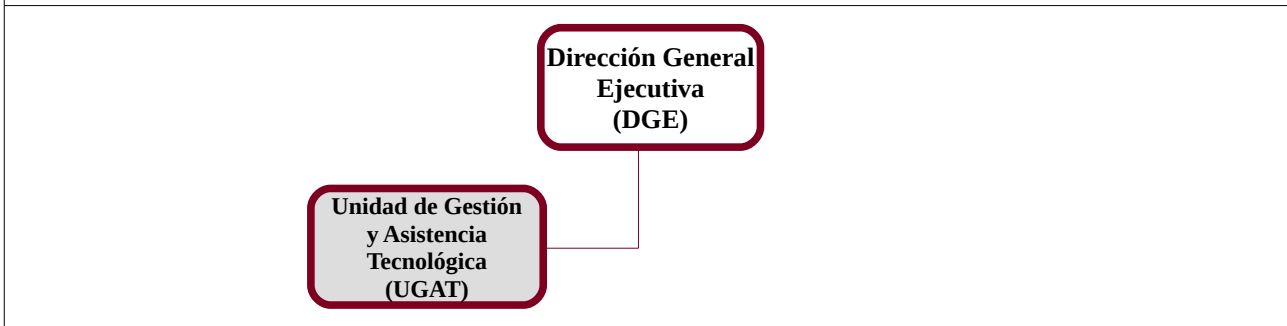 Dirección General
Ejecutiva
(DGE)
Unidad de Gestión
y Asistencia
Tecnológica
(UGAT)